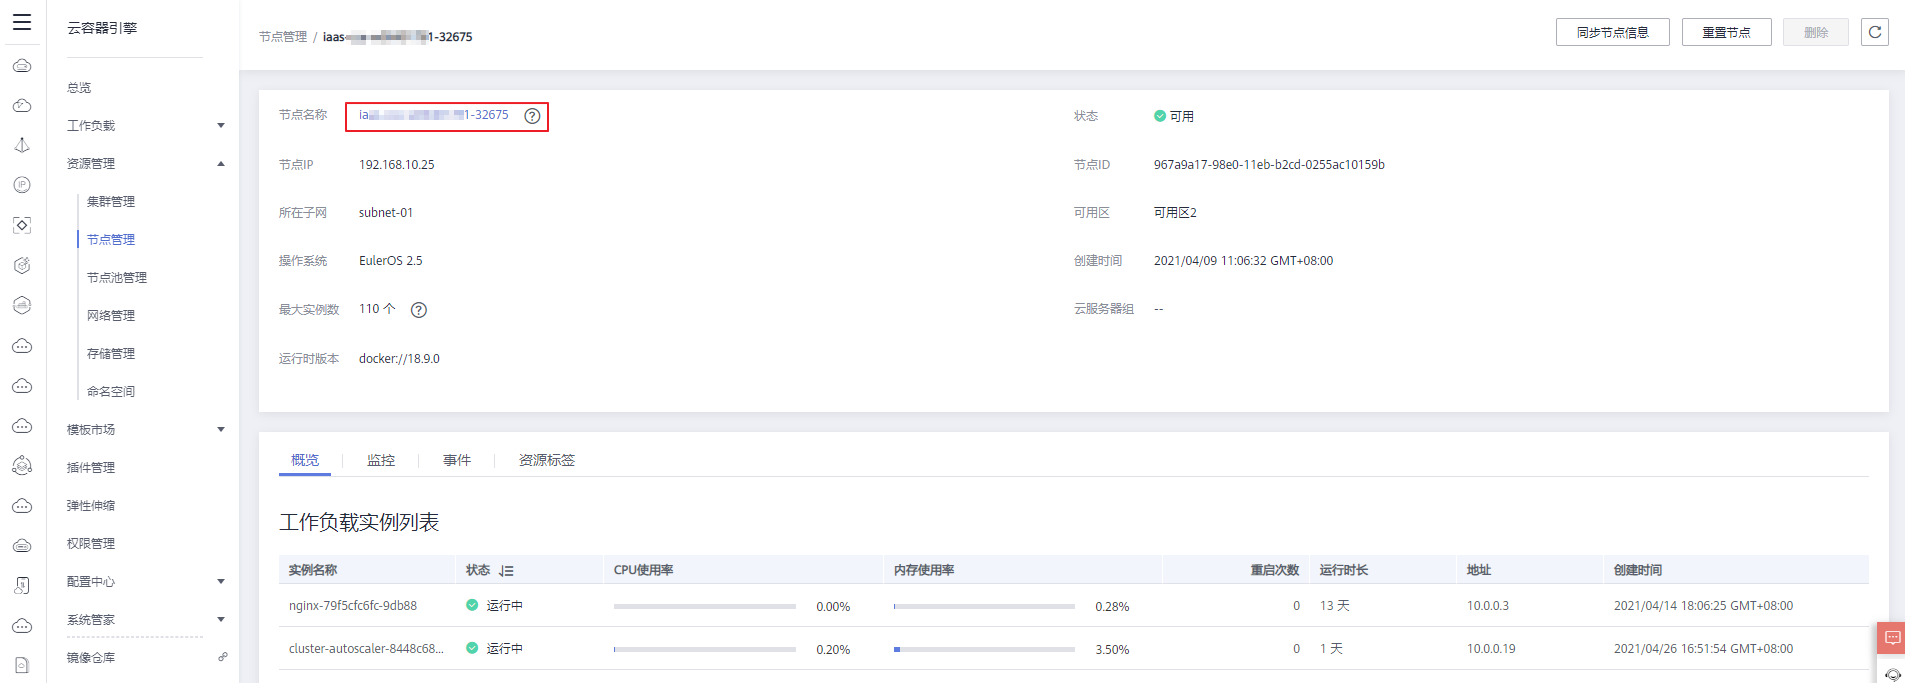 云容器引擎
总览
工作负载
资源管理
集群管理
节点管理
节点池管理
网络管理
存储管理
命名空间
模板市场
插件管理
弹性伸缩
权限管理
配置中心
系统管家
镜像仓库
节点管理 / iaas-1-32675
同步节点信息
重置节点
删除
节点名称 ia1-32675
状态 可用
节点IP 192.168.10.25
节点ID 967a9a17-98e0-11eb-b2cd-0255ac10159b
所在子网 subnet-01
可用区 可用区2
操作系统 EulerOS 2.5
创建时间 2021/04/09 11:06:32 GMT+08:00
最大实例数 110 个
云服务器组 --
运行时版本 docker://18.9.0
概览 监控 事件 资源标签
工作负载实例列表
实例名称 状态 CPU使用率 内存使用率 重启次数 运行时长 地址 创建时间
nginx-79f5cfc6fc-9db88 运行中 0.00% 0.28% 0 13 天 10.0.0.3 2021/04/14 18:06:25 GMT+08:00
cluster-autoscaler-8448c68... 运行中 0.20% 3.50% 0 1 天 10.0.0.19 2021/04/26 16:51:54 GMT+08:00